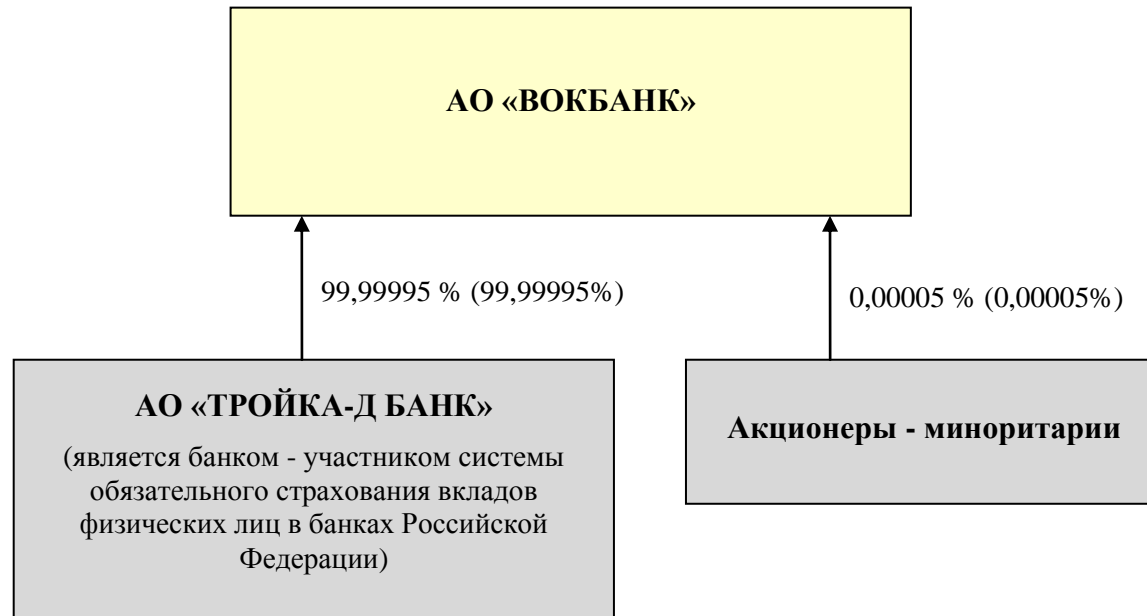 АО «ВОКБАНК»
99,99995 % (99,99995%)
0,00005 % (0,00005%)
АО «ТРОЙКА-Д БАНК»
(является банком - участником системы
обязательного страхования вкладов
физических лиц в банках Российской
Федерации)
Акционеры - миноритарии